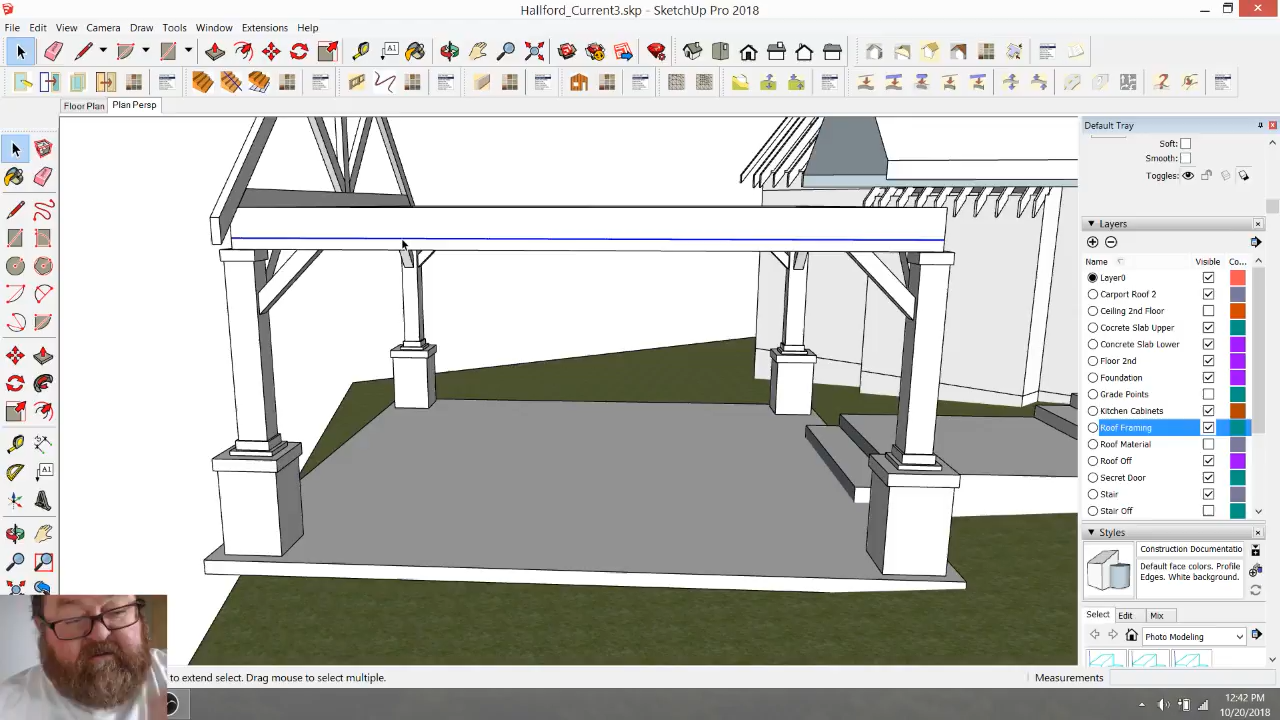 Hallford_Current3.skp - SketchUp Pro 2018
File Edit View Camera Draw Tools Window Extensions Help
Floor Plan Plan Persp
Default Tray
Soft:
Smooth:
Toggles:
Layers
Name Visible Co...
Layer0
Carport Roof 2
Ceiling 2nd Floor
Cocrete Slab Upper
Concrete Slab Lower
Floor 2nd
Foundation
Grade Points
Kitchen Cabinets
Roof Framing
Roof Material
Roof Off
Secret Door
Stair
Stair Off
Styles
Construction Documentatio
Default face colors. Profile Edges. White background.
Select Edit Mix
Photo Modeling
to extend select. Drag mouse to select multiple.
Measurements
12:42 PM
10/20/2018